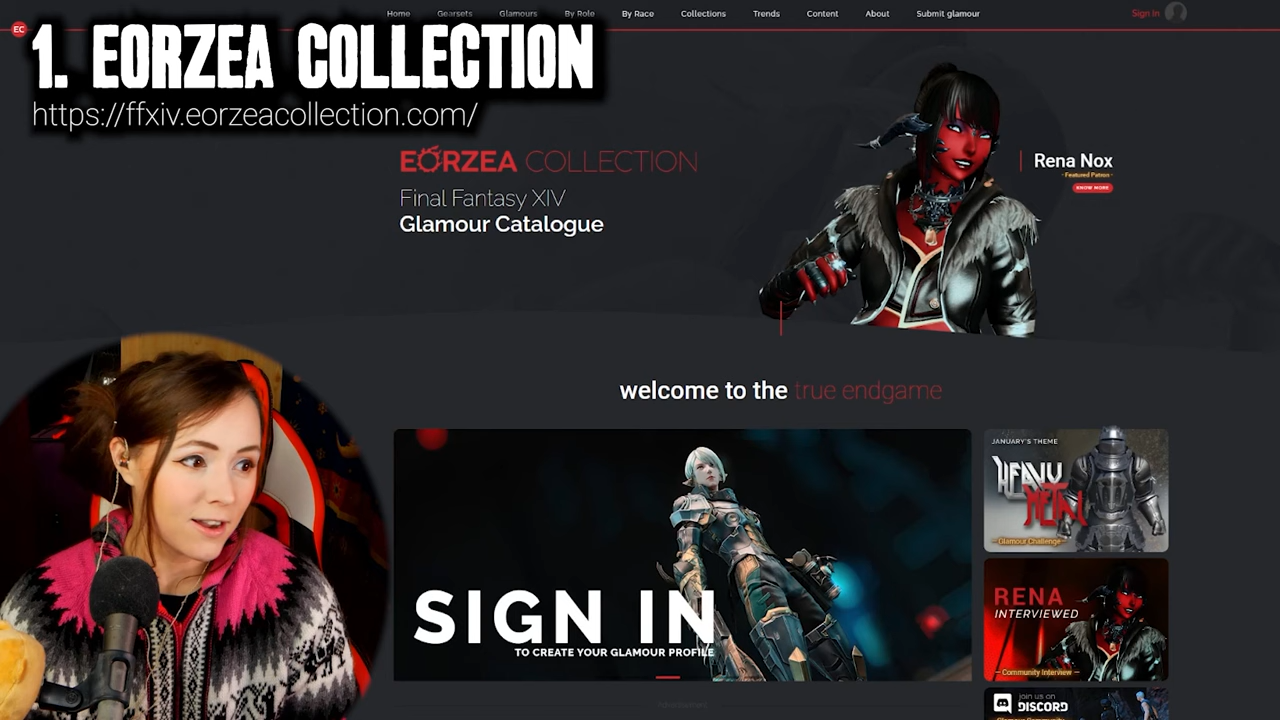 Home Gearsets Glamours By Role By Race Collections Trends Content About Submit glamour Sign in
EC
1. EORZEA COLLECTION
https://ffxiv.eorzeacollection.com/
EORZEA COLLECTION
Final Fantasy XIV
Glamour Catalogue
Rena Nox
- Featured Patron -
KNOW MORE
welcome to the true endgame
SIGN IN
TO CREATE YOUR GLAMOUR PROFILE
JANUARY'S THEME
HEAVY
METAL
Glamour Challenge
RENA
INTERVIEWED
Community Interview
join us on
DISCORD